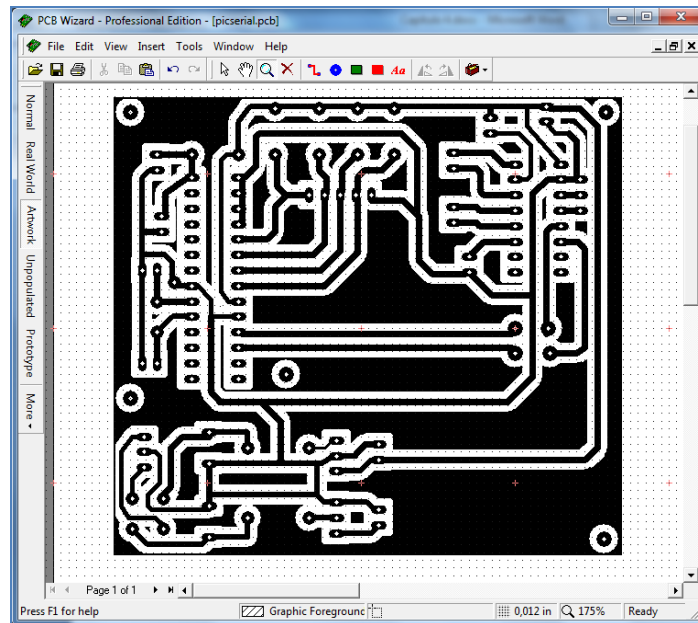 PCB Wizard - Professional Edition - [picserial.pcb]
File Edit View Insert Tools Window Help
Aa
Normal
Real World
Artwork
Unpopulated
Prototype
More
Page 1 of 1
Press F1 for help
Graphic Foregrounc
0,012 in
175%
Ready